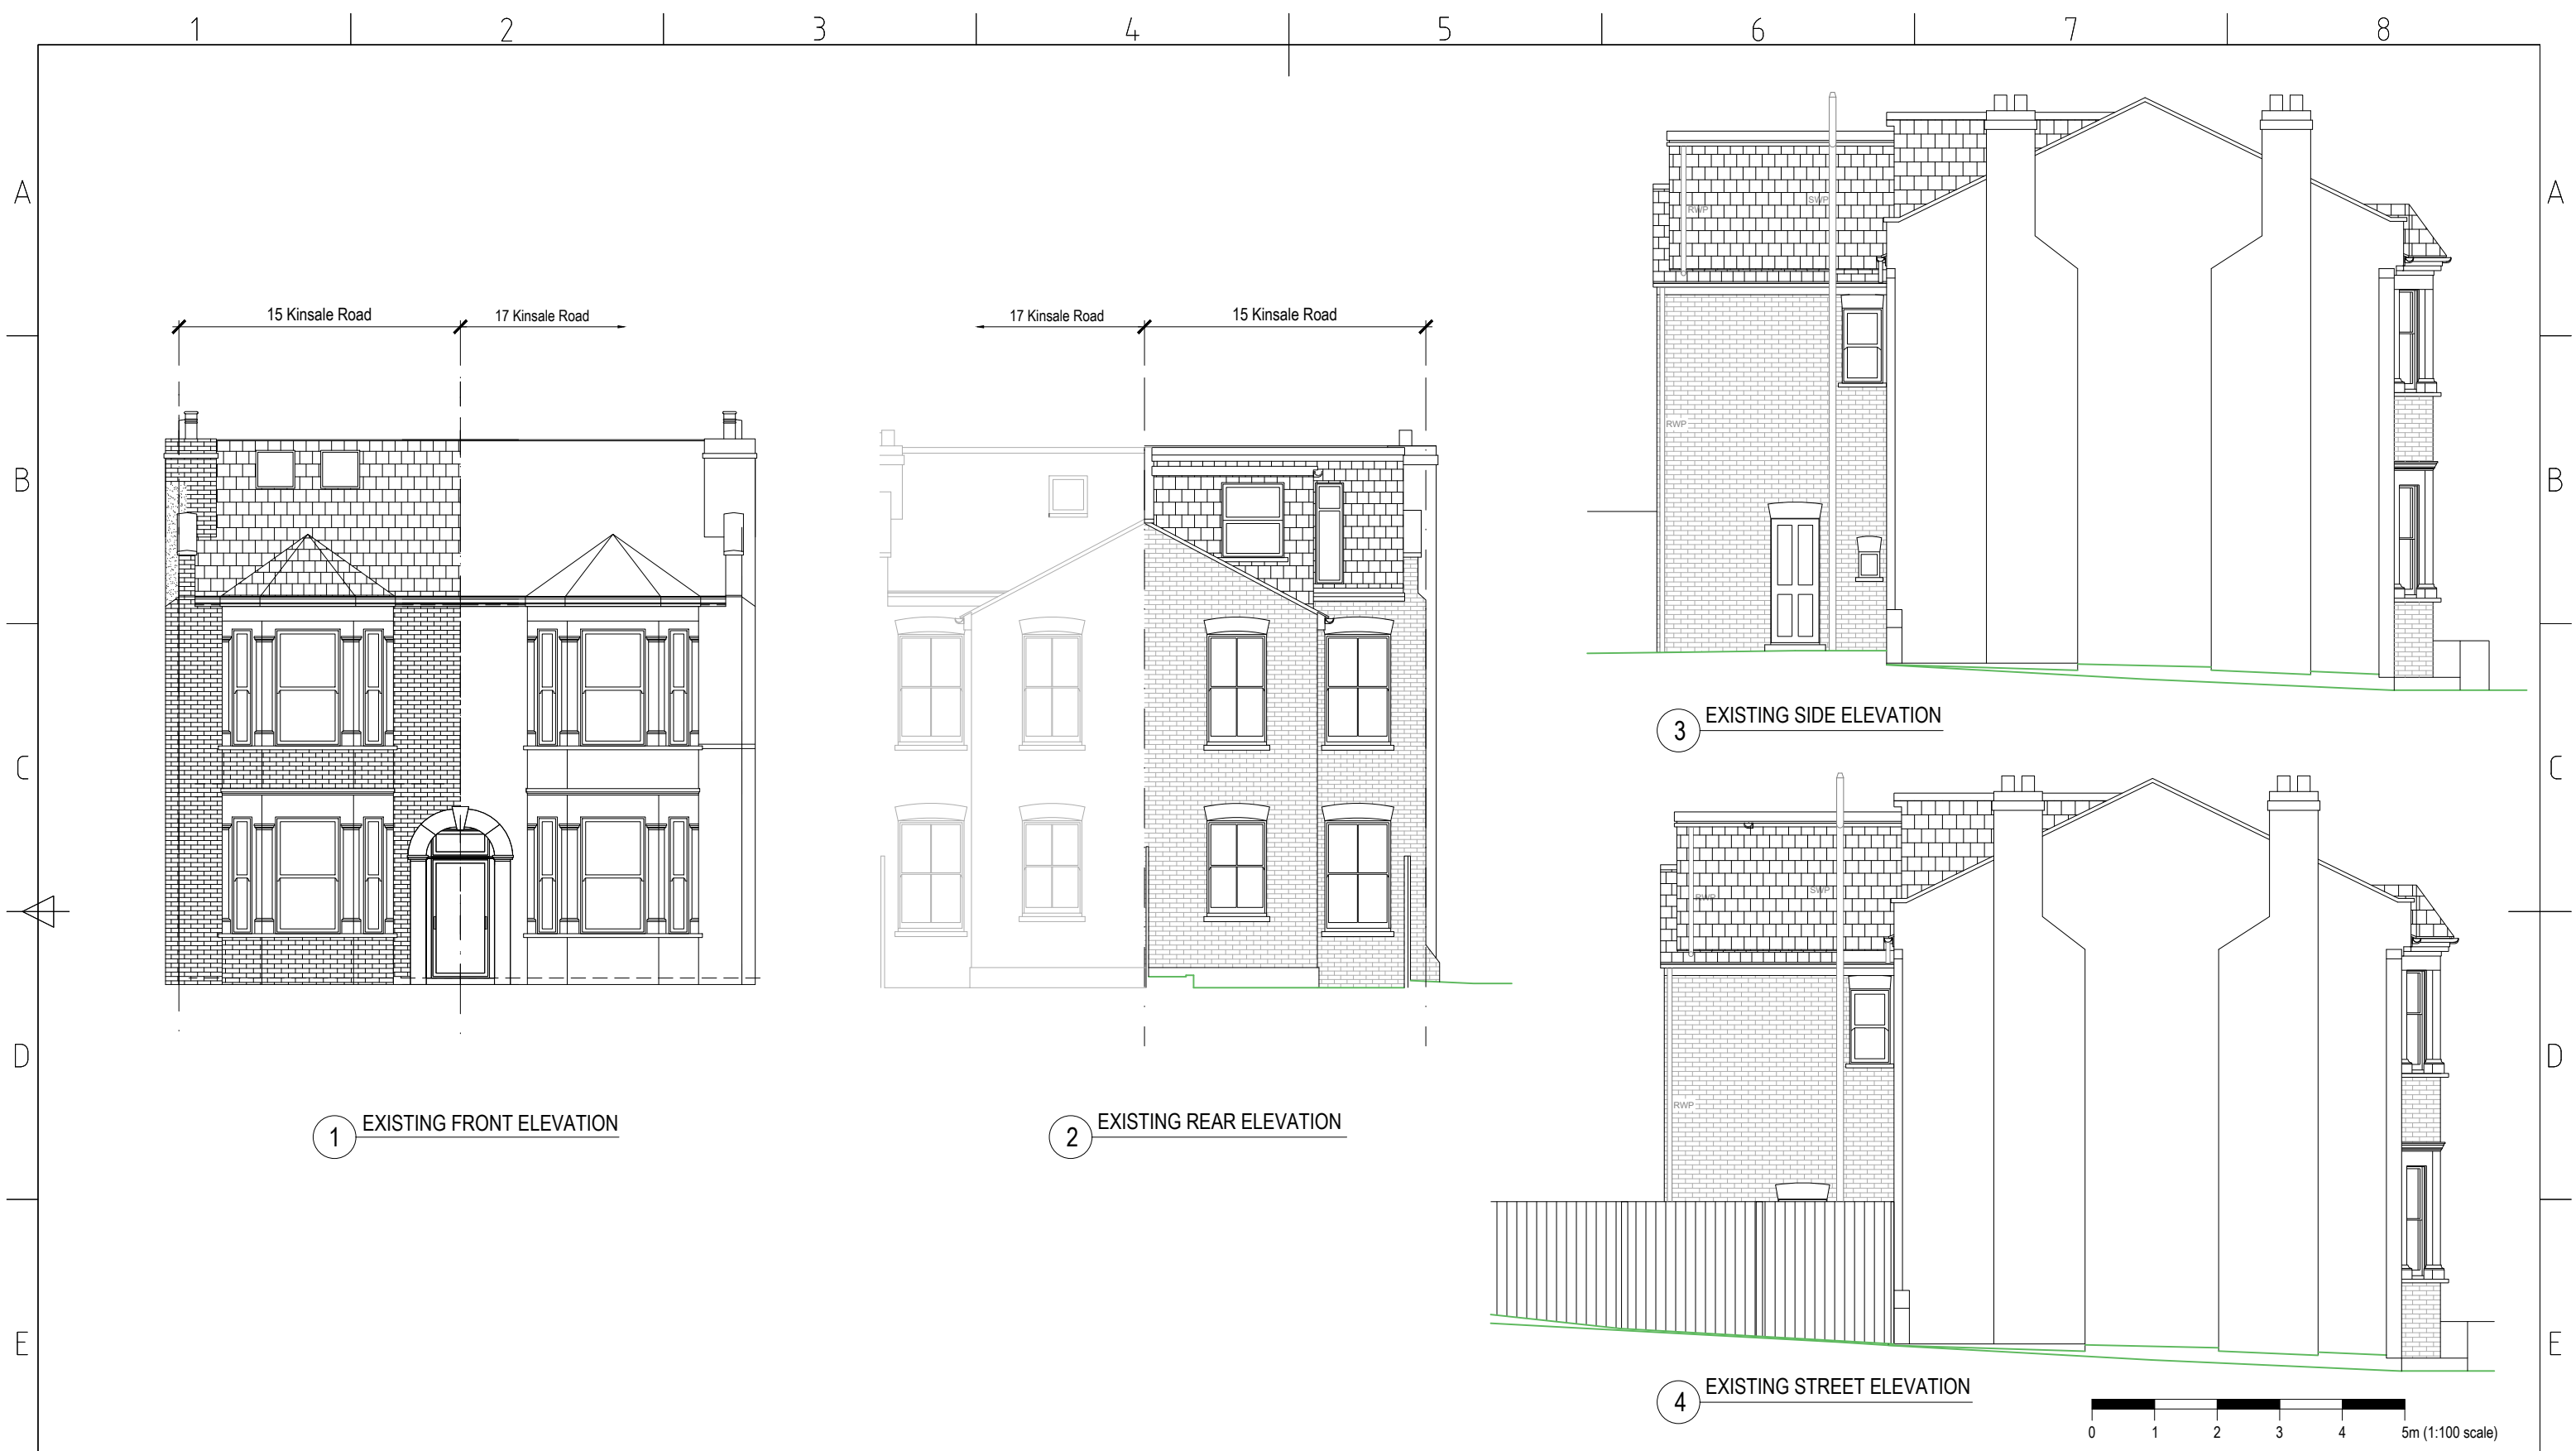 1 2 3 4 5 6 7 8
A A
RWP SWP
15 Kinsale Road 17 Kinsale Road
17 Kinsale Road 15 Kinsale Road
RWP
B B
3 EXISTING SIDE ELEVATION
C C
RWP SWP
D D
RWP
1 EXISTING FRONT ELEVATION
2 EXISTING REAR ELEVATION
E E
4 EXISTING STREET ELEVATION
0 1 2 3 4 5m (1:100 scale)